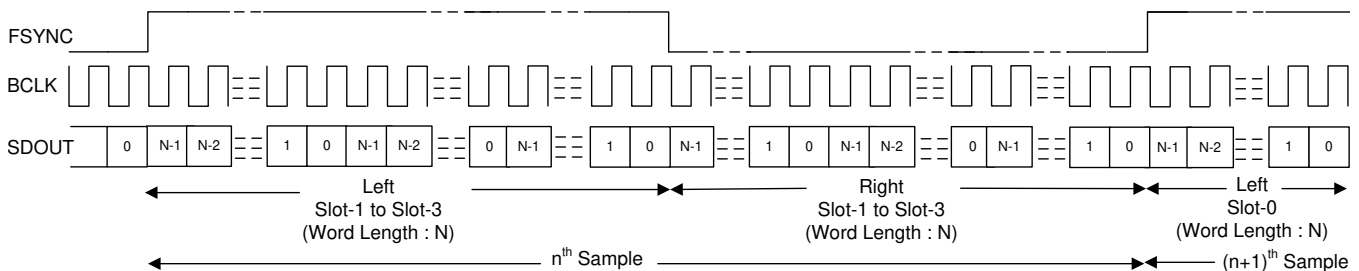 FSYNC
BCLK
SDOUT
0 N-1 N-2 1 0 N-1 N-2 0 N-1 1 0 N-1 1 0 N-1 N-2 0 N-1 1 0 N-1 N-2 1 0
Left
Slot-1 to Slot-3
(Word Length : N)
Right
Slot-1 to Slot-3
(Word Length : N)
Left
Slot-0
(Word Length : N)
nth Sample
(n+1)th Sample